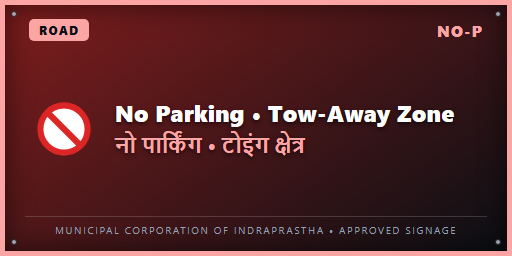 ROAD
NO-P
No Parking • Tow-Away Zone
नो पार्किंग • टोइंग क्षेत्र
MUNICIPAL CORPORATION OF INDRAPRASTHA • APPROVED SIGNAGE